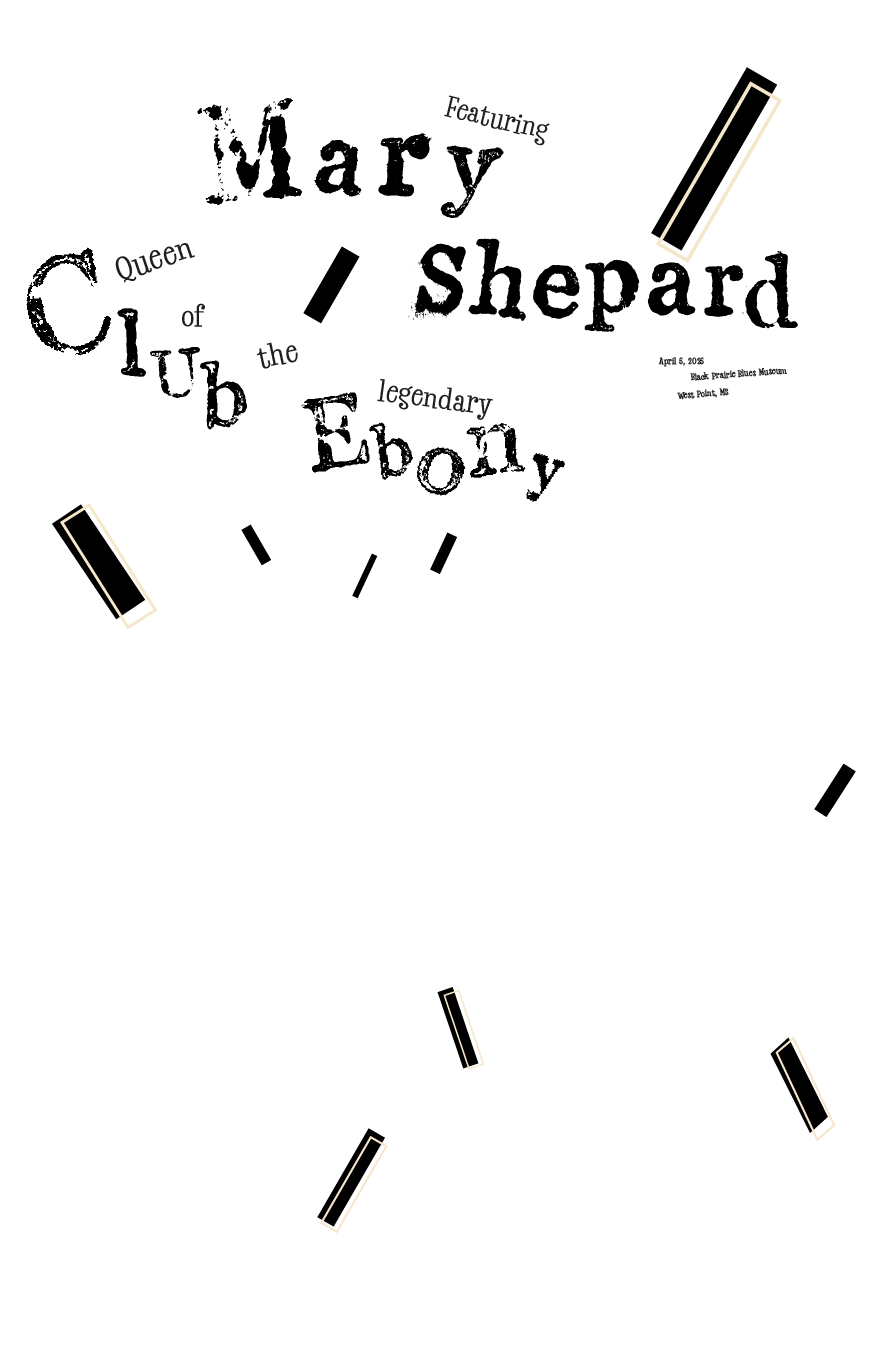 Featuring
Mary
Shepard
Queen
of
the
legendary
ClUb
Ebony
April 5, 2025
Black Prairie Blues Museum
West Point, MS